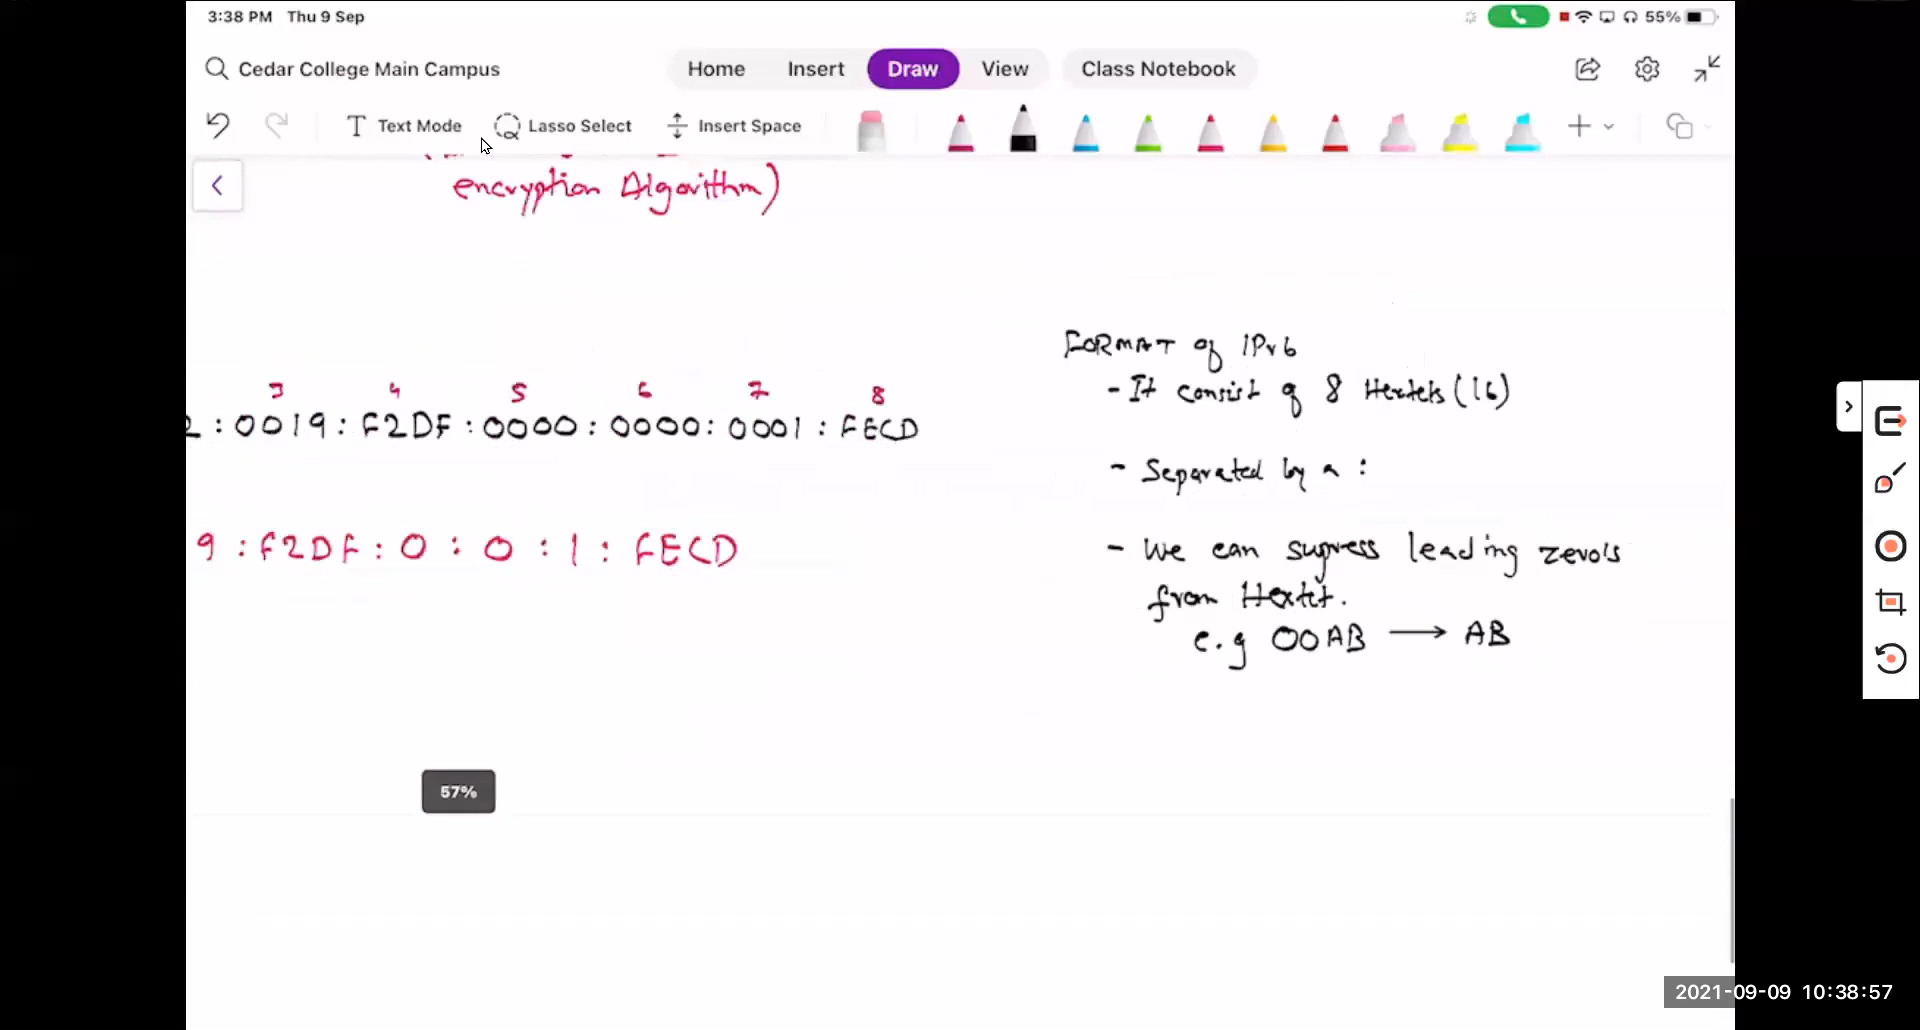 3:38 PM Thu 9 Sep
55%
Cedar College Main Campus
Home Insert Draw View Class Notebook
T Text Mode Lasso Select Insert Space
encryption Algorithm)
FORMAT of IPv6
3 4 5 6 7 8
- It consist of 8 Hextets (16)
2 : 0019 : F2DF : 0000 : 0000 : 0001 : FECD
- Separated by a :
9 : F2DF : 0 : 0 : 1 : FECD
- We can supress leading zero's
from Hextet.
e.g 00AB → AB
57%
2021-09-09 10:38:57